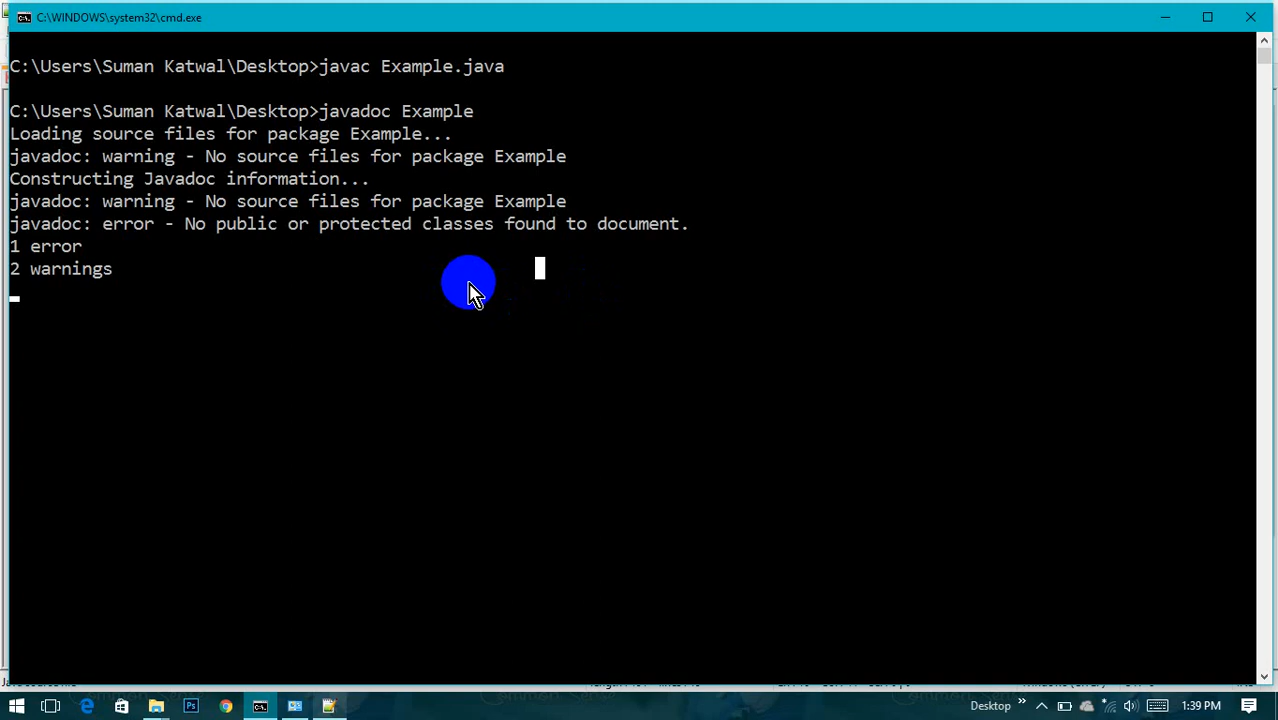 C:\WINDOWS\system32\cmd.exe
C:\Users\Suman Katwal\Desktop>javac Example.java
C:\Users\Suman Katwal\Desktop>javadoc Example
Loading source files for package Example...
javadoc: warning - No source files for package Example
Constructing Javadoc information...
javadoc: warning - No source files for package Example
javadoc: error - No public or protected classes found to document.
1 error
2 warnings
Desktop
1:39 PM